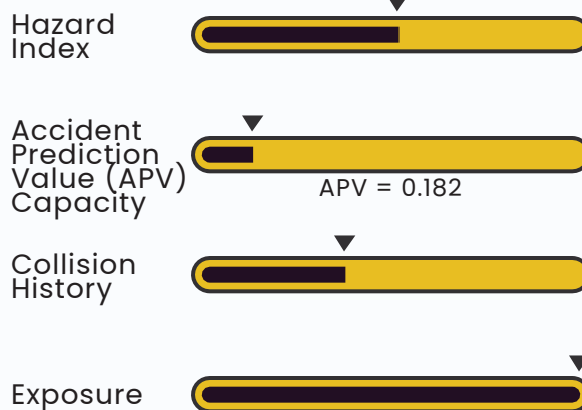 Hazard
Index
Accident
Prediction
Value (APV)
Capacity
APV = 0.182
Collision
History
Exposure